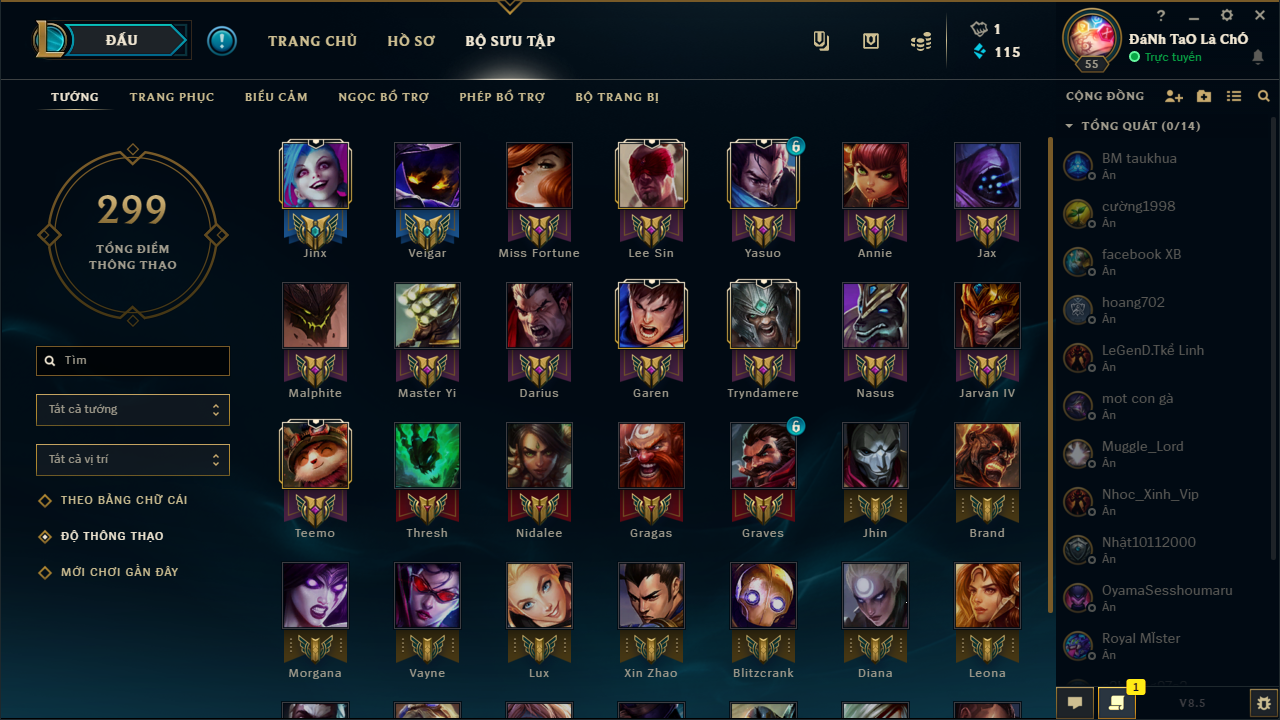 ĐẤU
TRANG CHỦ
HỒ SƠ
BỘ SƯU TẬP
1
115
ĐáNh TaO Là ChÓ
Trực tuyến
55
TƯỚNG
TRANG PHỤC
BIỂU CẢM
NGỌC BỔ TRỢ
PHÉP BỔ TRỢ
BỘ TRANG BỊ
CỘNG ĐỒNG
299
TỔNG ĐIỂM
THÔNG THẠO
Tìm
Tất cả tướng
Tất cả vị trí
THEO BẢNG CHỮ CÁI
ĐỘ THÔNG THẠO
MỚI CHƠI GẦN ĐÂY
6
Jinx
Veigar
Miss Fortune
Lee Sin
Yasuo
Annie
Jax
Malphite
Master Yi
Darius
Garen
Tryndamere
Nasus
Jarvan IV
6
Teemo
Thresh
Nidalee
Gragas
Graves
Jhin
Brand
Morgana
Vayne
Lux
Xin Zhao
Blitzcrank
Diana
Leona
TỔNG QUÁT (0/14)
BM taukhua
Ẩn
cường1998
Ẩn
facebook XB
Ẩn
hoang702
Ẩn
LeGenD.Tkể Linh
Ẩn
mot con gà
Ẩn
Muggle_Lord
Ẩn
Nhoc_Xinh_Vip
Ẩn
Nhật10112000
Ẩn
OyamaSesshoumaru
Ẩn
Royal MIster
Ẩn
1
V8.5